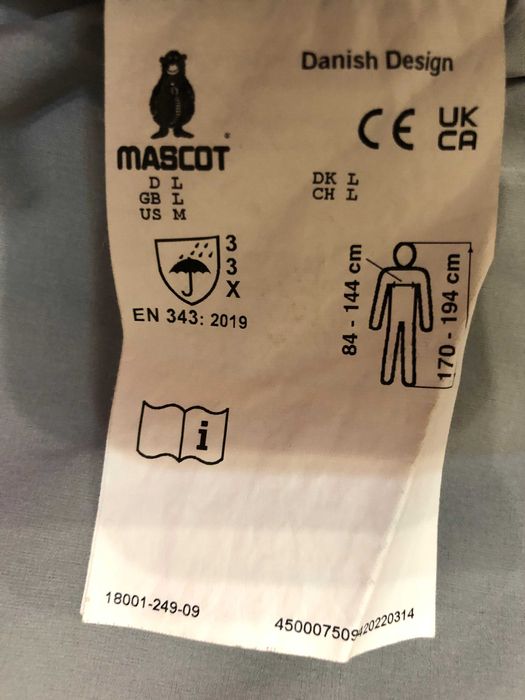 Danish Design
CE UK
CA
MASCOT®
D L
GB L
US M
DK L
CH L
3
3
X
EN 343: 2019
84 - 144 cm
170 - 194 cm
i
18001-249-09
450007509420220314